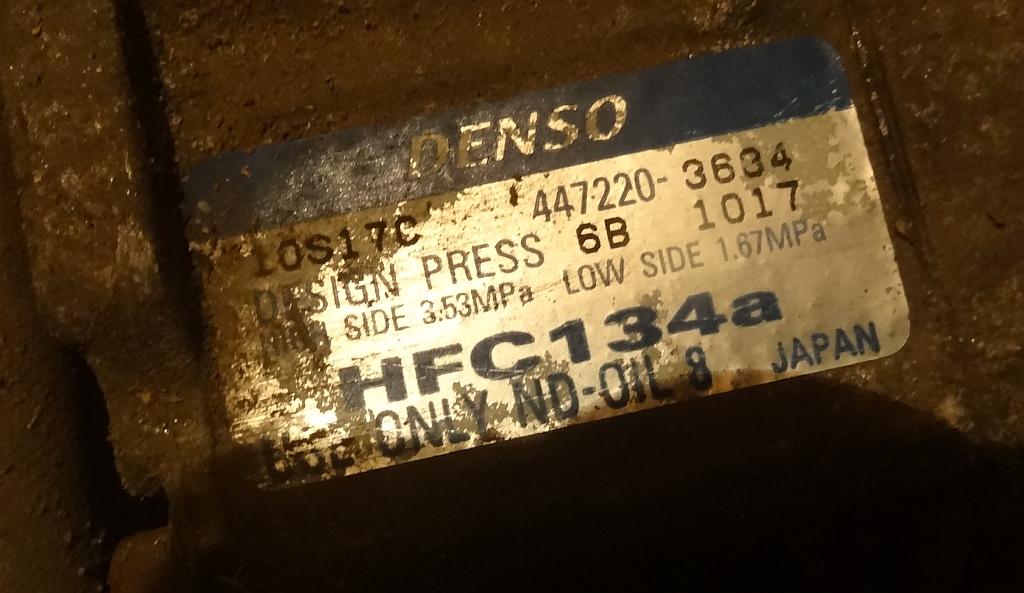 DENSO
10S17C 447220-3634
DESIGN PRESS 6B 1017
SIDE 3.53MPa LOW SIDE 1.67MPa
HFC134a
USE ONLY ND-OIL 8 JAPAN